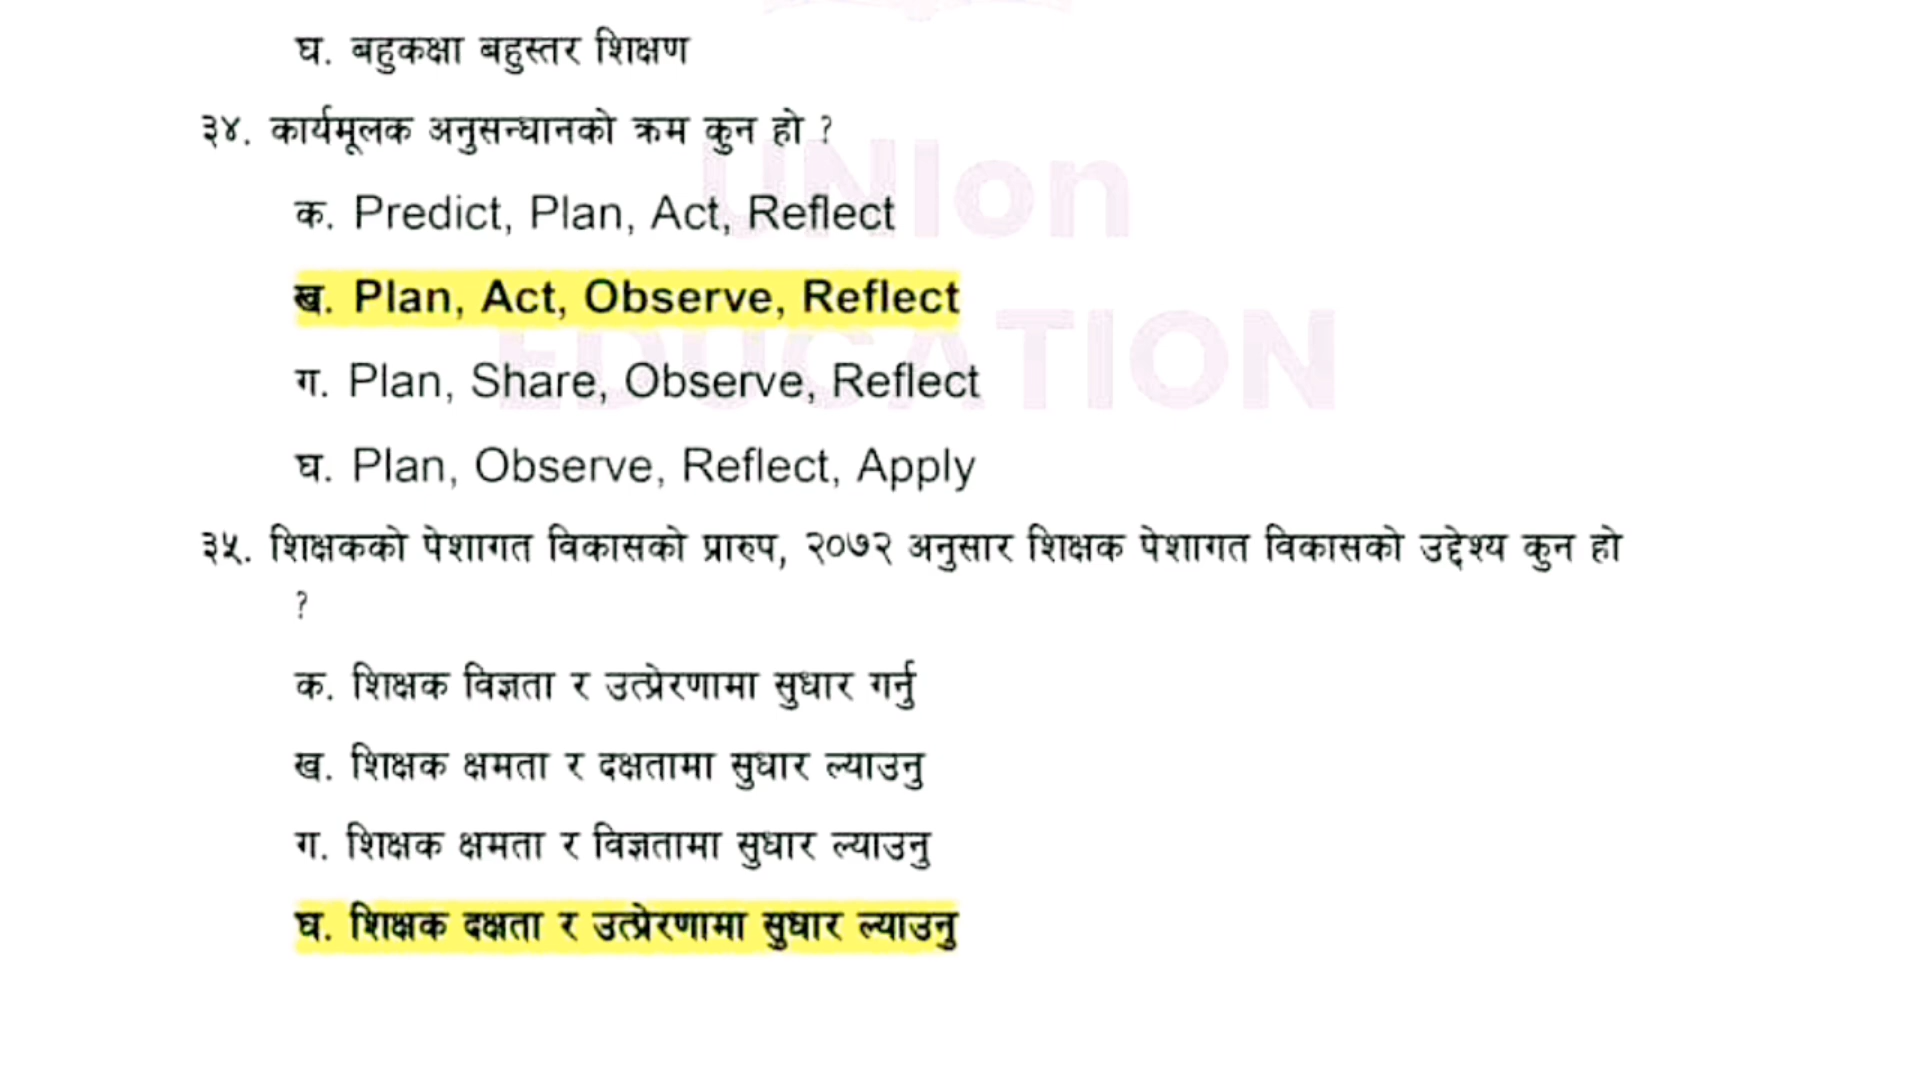 घ. बहुकक्षा बहुस्तर शिक्षण
३४. कार्यमूलक अनुसन्धानको क्रम कुन हो ?
क. Predict, Plan, Act, Reflect
ख. Plan, Act, Observe, Reflect
ग. Plan, Share, Observe, Reflect
घ. Plan, Observe, Reflect, Apply
UNIon
EDUCATION
३५. शिक्षकको पेशागत विकासको प्रारुप, २०७२ अनुसार शिक्षक पेशागत विकासको उद्देश्य कुन हो
?
क. शिक्षक विज्ञता र उत्प्रेरणामा सुधार गर्नु
ख. शिक्षक क्षमता र दक्षतामा सुधार ल्याउनु
ग. शिक्षक क्षमता र विज्ञतामा सुधार ल्याउनु
घ. शिक्षक दक्षता र उत्प्रेरणामा सुधार ल्याउनु